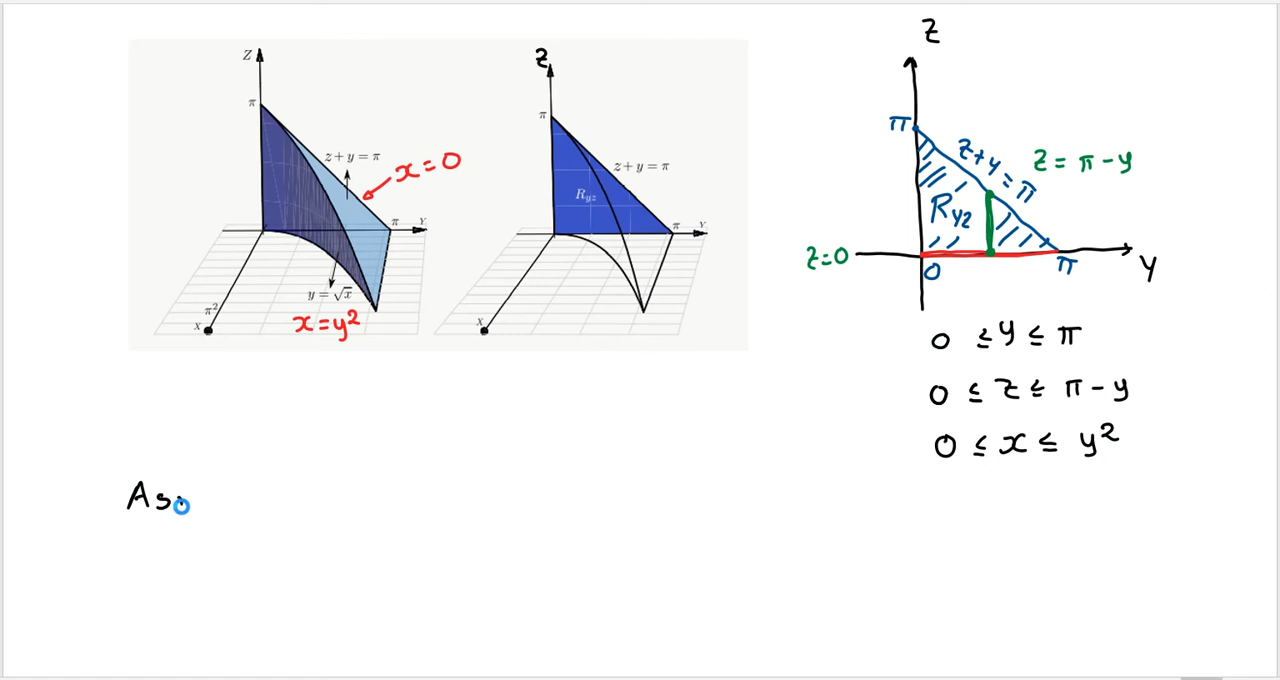 Z
π
z + y = π
x = 0
π
Y
y = √x
x = y²
π²
X
Z
π
z + y = π
R_yz
π
Y
X
Z
π
z + y = π
z = π - y
R_yz
z = 0
0
π
Y
0 ≤ y ≤ π
0 ≤ z ≤ π - y
0 ≤ x ≤ y²
As